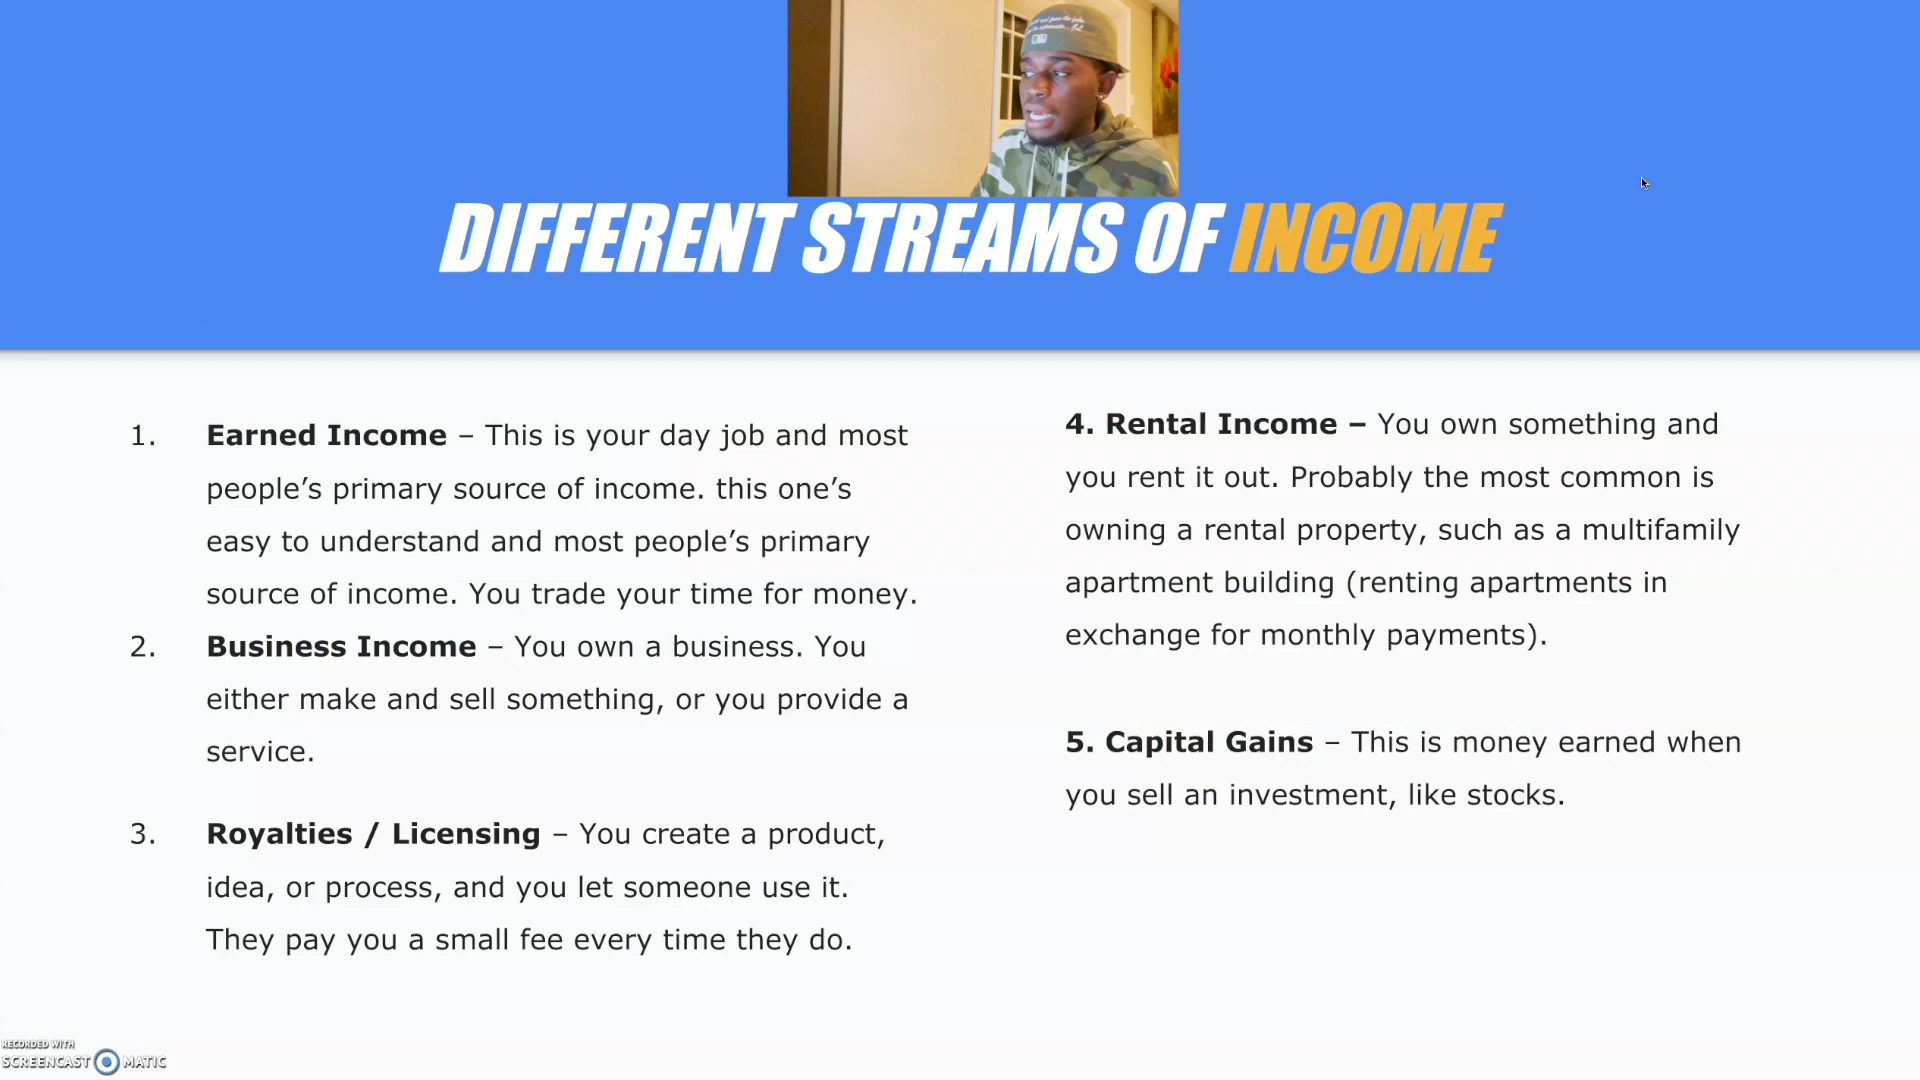 DIFFERENT STREAMS OF INCOME
1. Earned Income – This is your day job and most
people’s primary source of income. this one’s
easy to understand and most people’s primary
source of income. You trade your time for money.
2. Business Income – You own a business. You
either make and sell something, or you provide a
service.
3. Royalties / Licensing – You create a product,
idea, or process, and you let someone use it.
They pay you a small fee every time they do.
4. Rental Income – You own something and
you rent it out. Probably the most common is
owning a rental property, such as a multifamily
apartment building (renting apartments in
exchange for monthly payments).
5. Capital Gains – This is money earned when
you sell an investment, like stocks.
RECORDED WITH
SCREENCAST MATIC